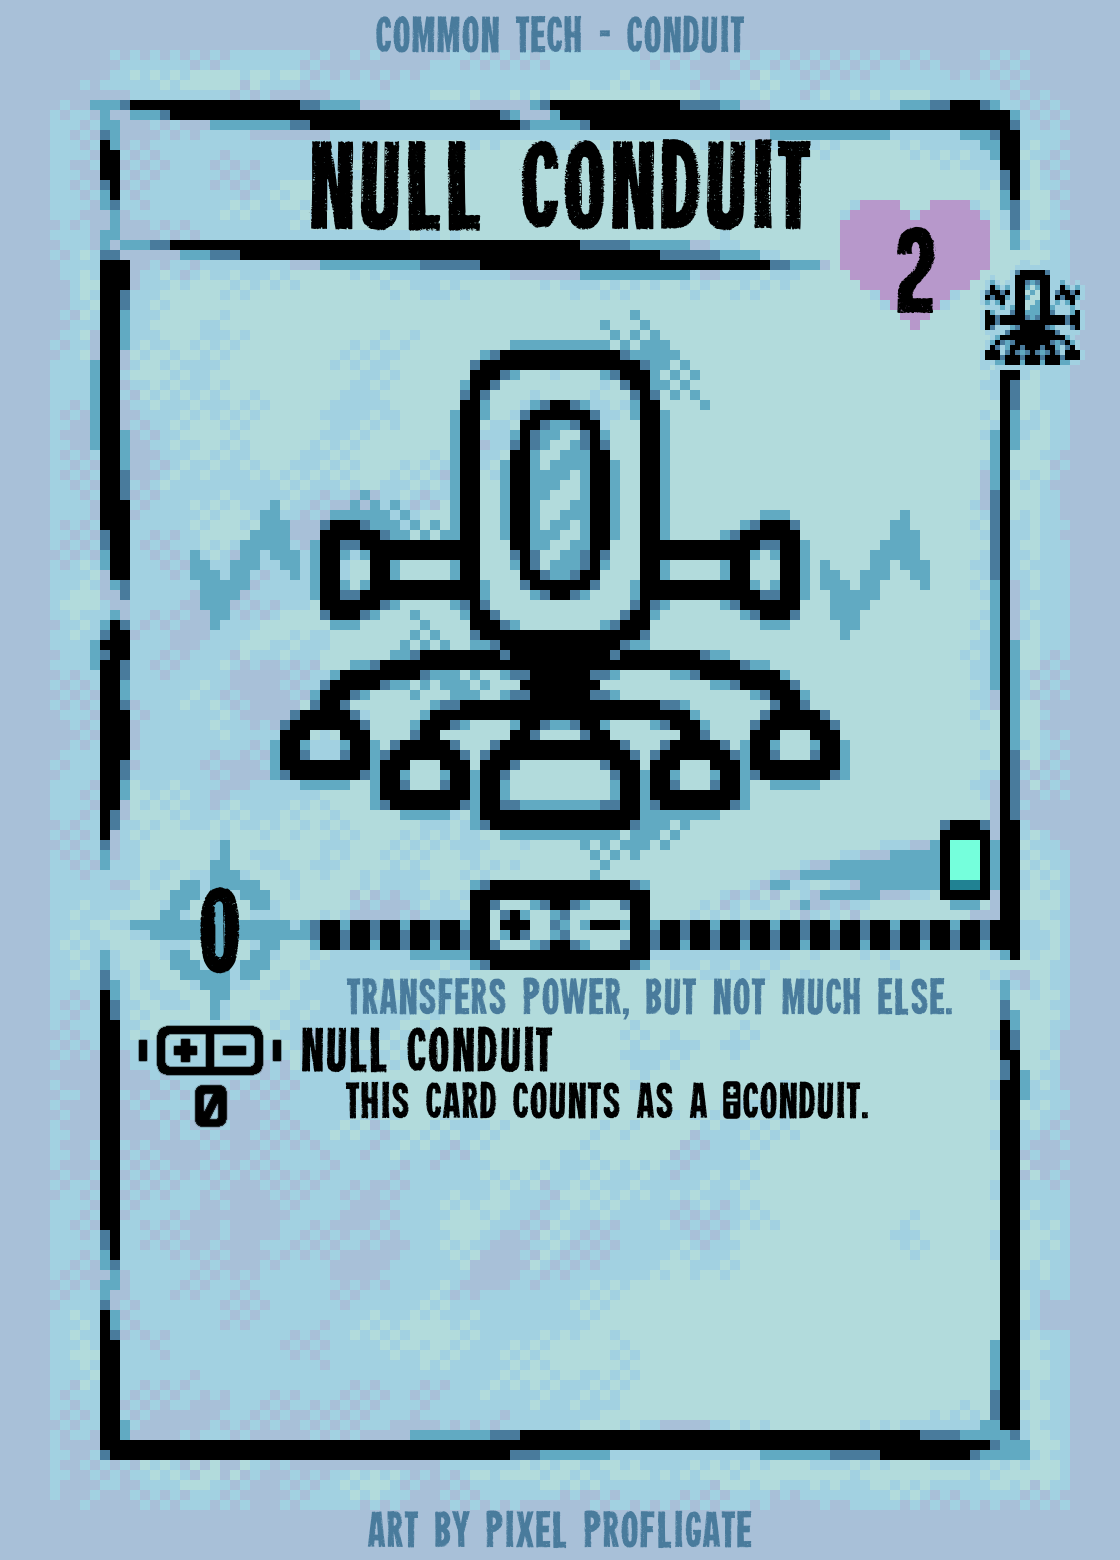 COMMON TECH - CONDUIT
NULL CONDUIT
2
0
TRANSFERS POWER, BUT NOT MUCH ELSE.
NULL CONDUIT
0
THIS CARD COUNTS AS A CONDUIT.
ART BY PIXEL PROFLIGATE